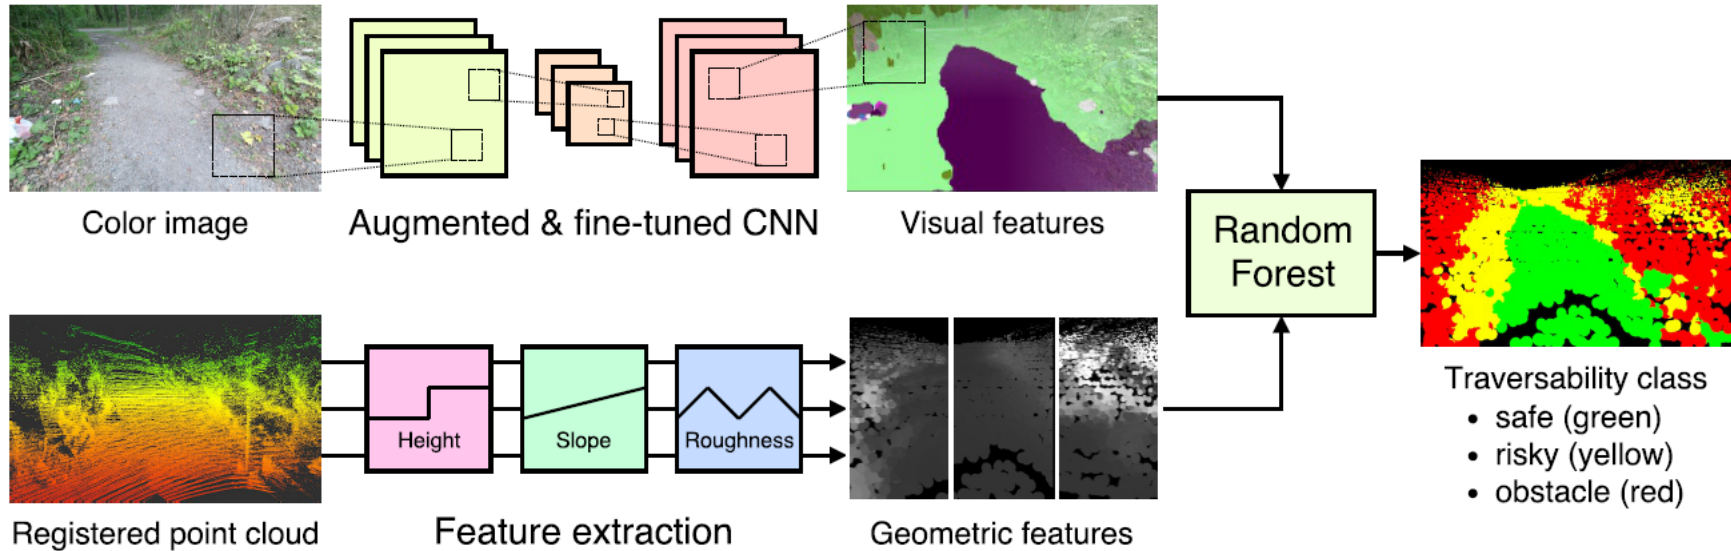 Color image
Augmented & fine-tuned CNN
Visual features
Random
Forest
Height
Slope
Roughness
Registered point cloud
Feature extraction
Geometric features
Traversability class
• safe (green)
• risky (yellow)
• obstacle (red)